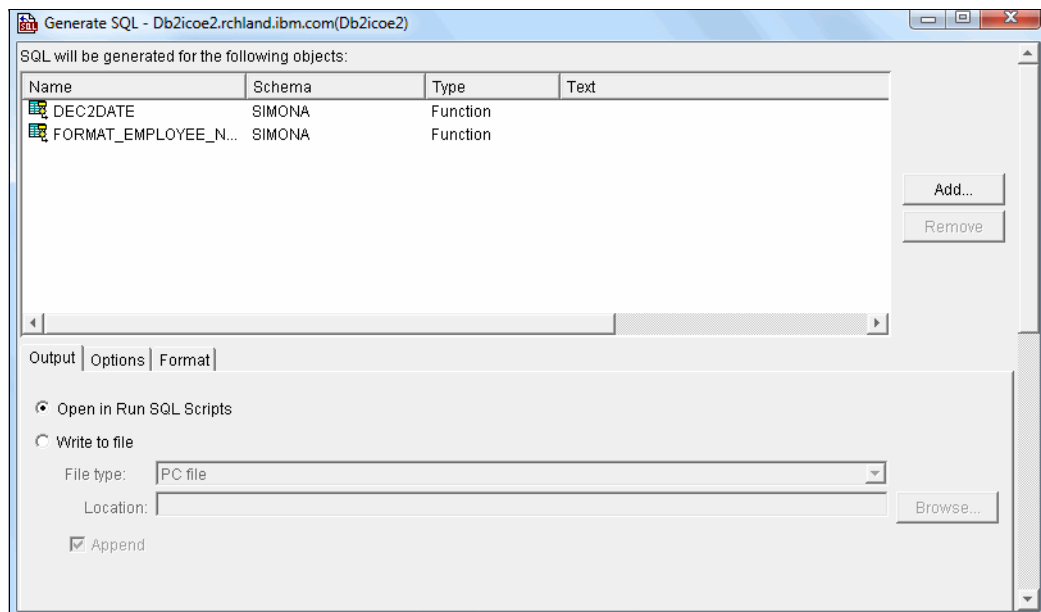 Generate SQL - Db2icoe2.rchland.ibm.com(Db2icoe2)
SQL will be generated for the following objects:
Name Schema Type Text
DEC2DATE SIMONA Function
FORMAT_EMPLOYEE_N... SIMONA Function
Add...
Remove
Output Options Format
Open in Run SQL Scripts
Write to file
File type: PC file
Location: Browse...
Append